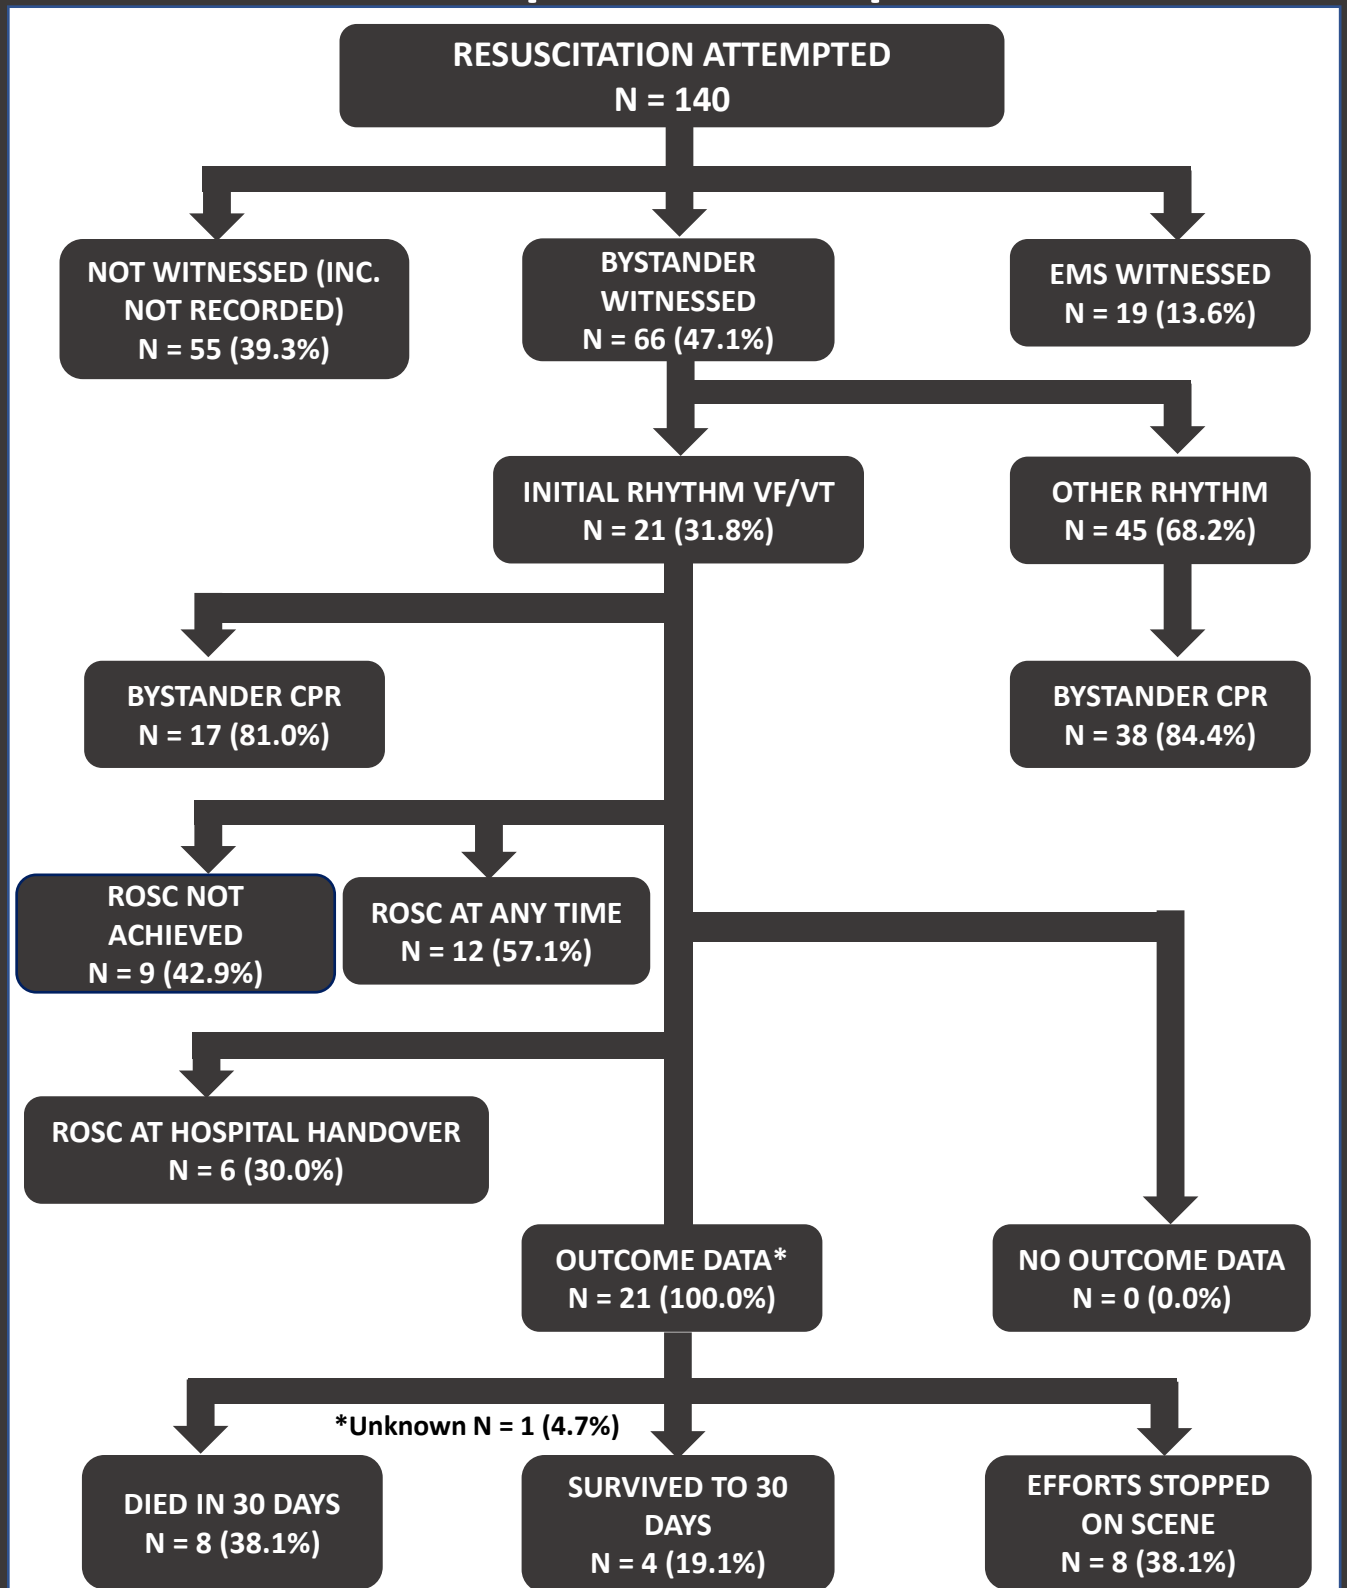 RESUSCITATION ATTEMPTED
N = 140
NOT WITNESSED (INC.
NOT RECORDED)
N = 55 (39.3%)
BYSTANDER
WITNESSED
N = 66 (47.1%)
EMS WITNESSED
N = 19 (13.6%)
INITIAL RHYTHM VF/VT
N = 21 (31.8%)
OTHER RHYTHM
N = 45 (68.2%)
BYSTANDER CPR
N = 17 (81.0%)
BYSTANDER CPR
N = 38 (84.4%)
ROSC NOT
ACHIEVED
N = 9 (42.9%)
ROSC AT ANY TIME
N = 12 (57.1%)
ROSC AT HOSPITAL HANDOVER
N = 6 (30.0%)
OUTCOME DATA*
N = 21 (100.0%)
NO OUTCOME DATA
N = 0 (0.0%)
*Unknown N = 1 (4.7%)
DIED IN 30 DAYS
N = 8 (38.1%)
SURVIVED TO 30
DAYS
N = 4 (19.1%)
EFFORTS STOPPED
ON SCENE
N = 8 (38.1%)